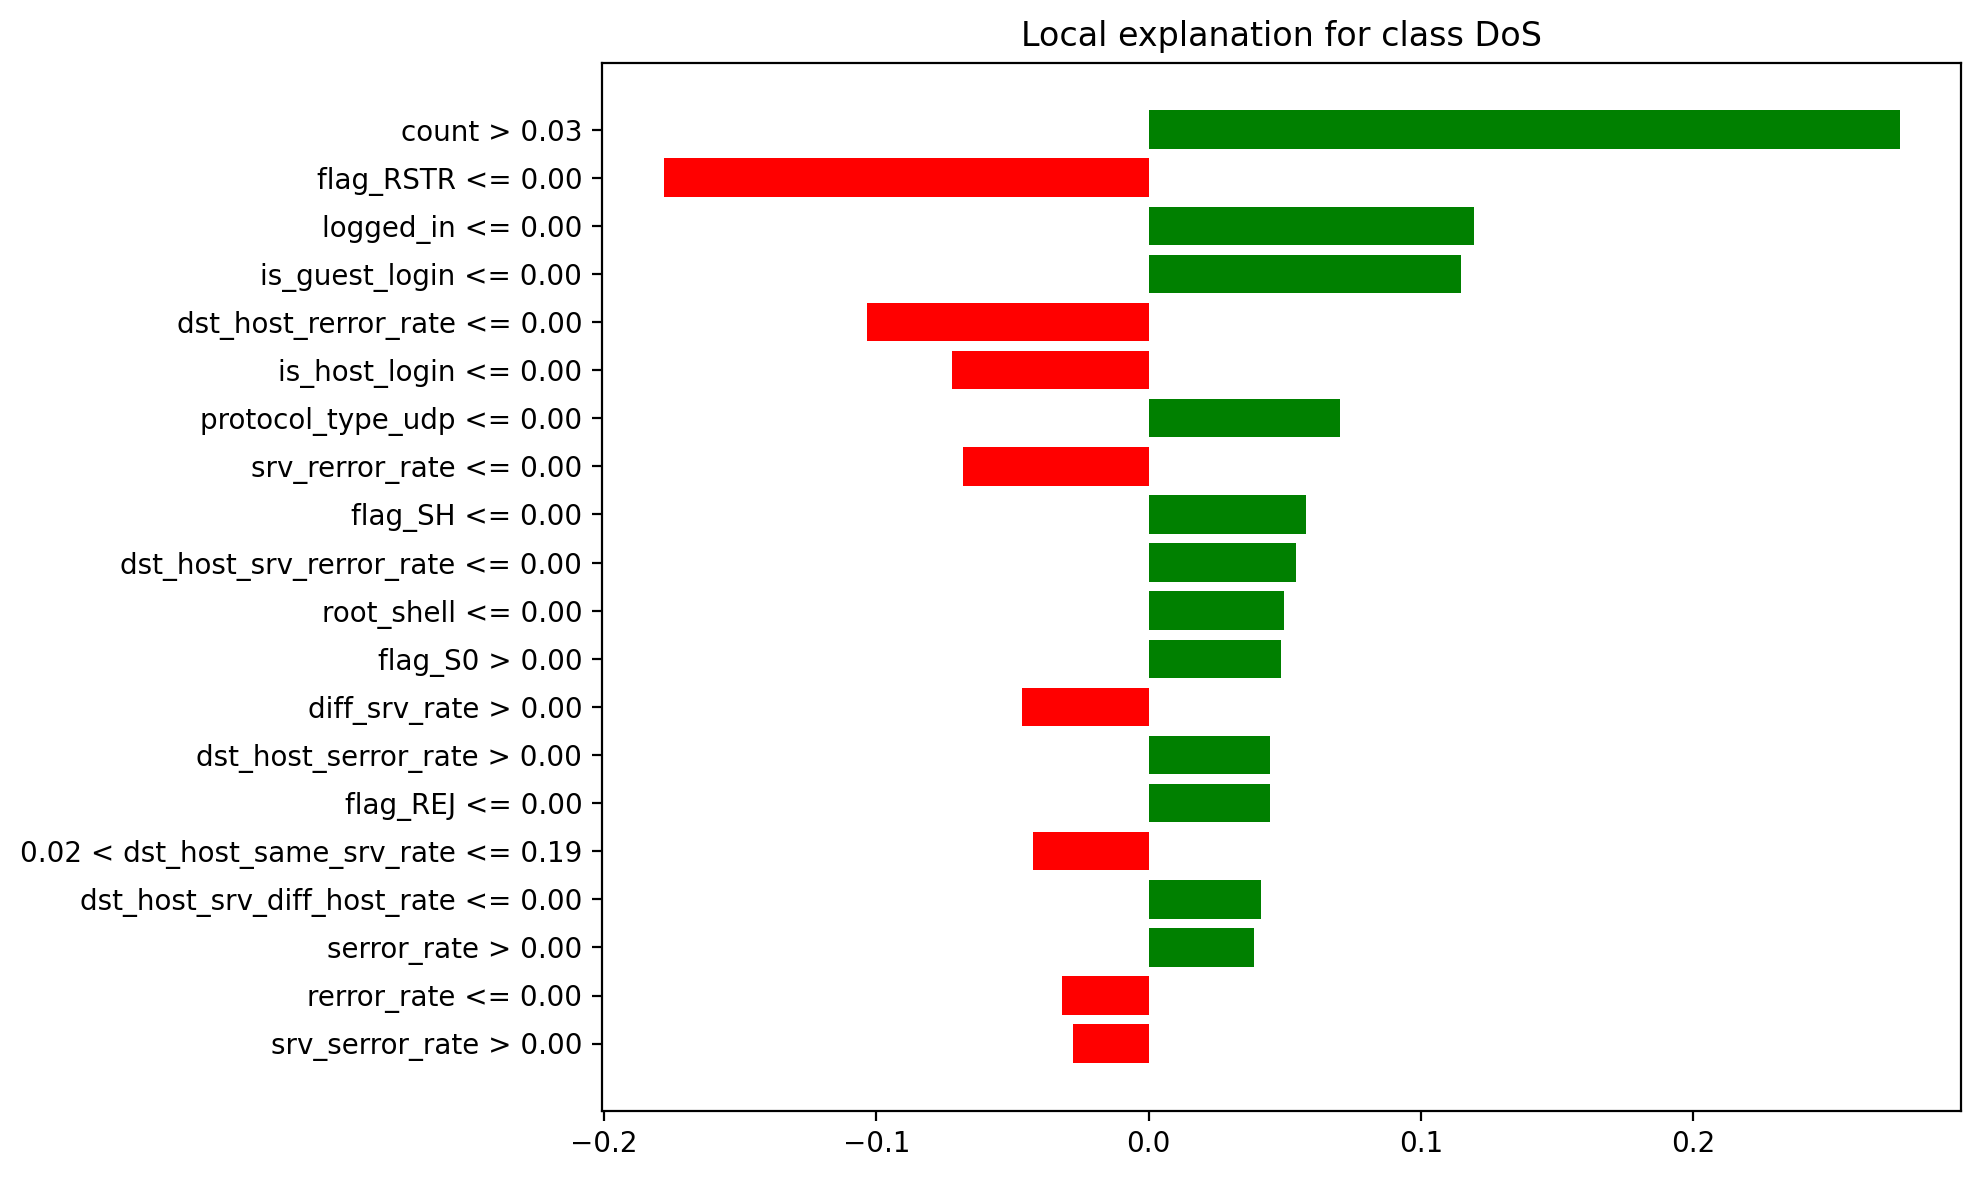 Local explanation for class DoS
count > 0.03
flag_RSTR <= 0.00
logged_in <= 0.00
is_guest_login <= 0.00
dst_host_rerror_rate <= 0.00
is_host_login <= 0.00
protocol_type_udp <= 0.00
srv_rerror_rate <= 0.00
flag_SH <= 0.00
dst_host_srv_rerror_rate <= 0.00
root_shell <= 0.00
flag_S0 > 0.00
diff_srv_rate > 0.00
dst_host_serror_rate > 0.00
flag_REJ <= 0.00
0.02 < dst_host_same_srv_rate <= 0.19
dst_host_srv_diff_host_rate <= 0.00
serror_rate > 0.00
rerror_rate <= 0.00
srv_serror_rate > 0.00
−0.2 −0.1 0.0 0.1 0.2